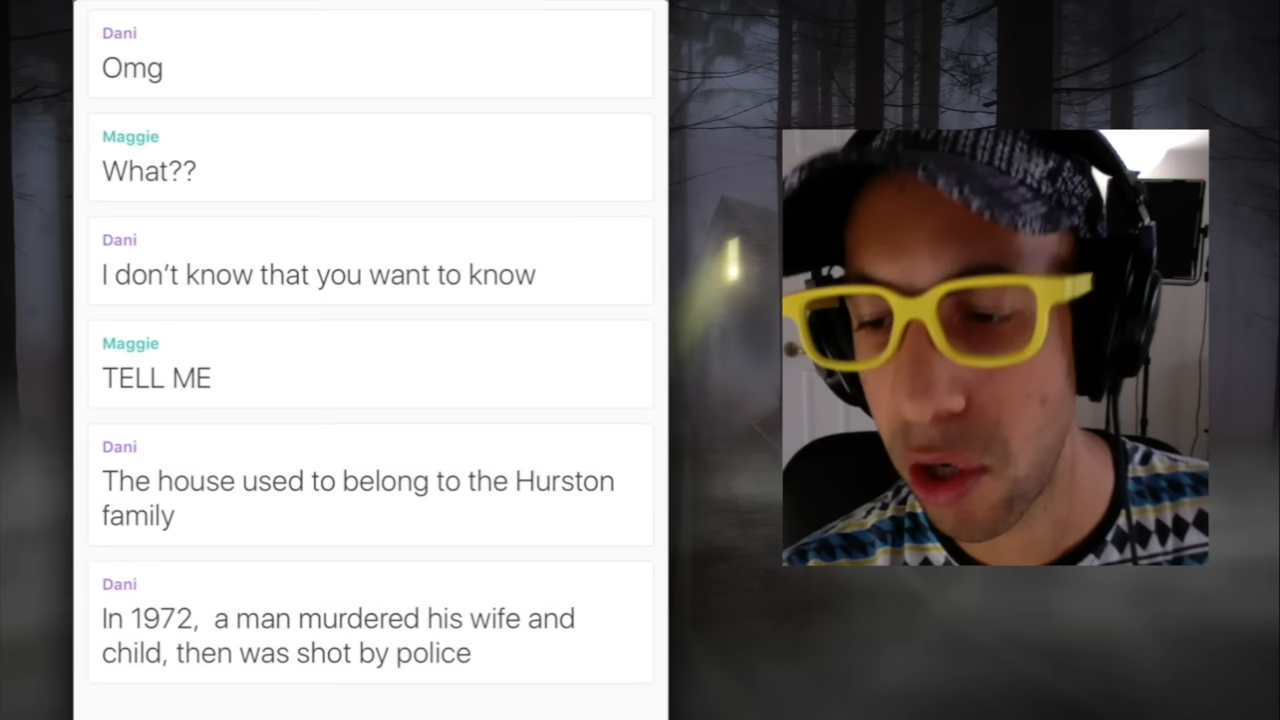 Dani
Omg
Maggie
What??
Dani
I don’t know that you want to know
Maggie
TELL ME
Dani
The house used to belong to the Hurston
family
Dani
In 1972,  a man murdered his wife and
child, then was shot by police